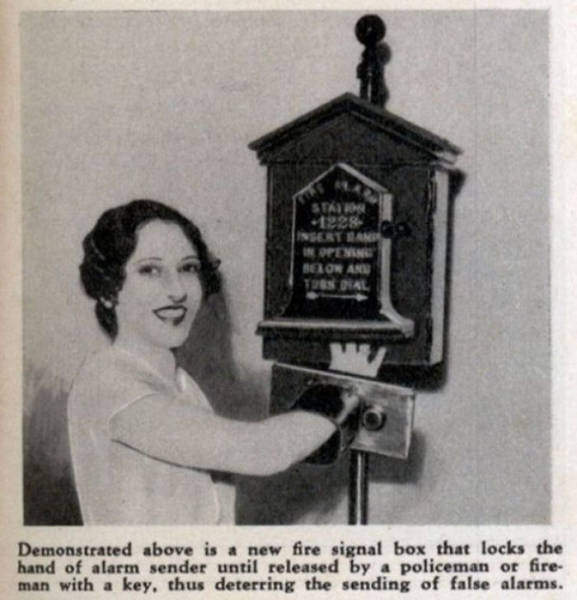 FIRE ALARM
STATION
-1228-
INSERT HAND
IN OPENING
BELOW AND
TURN DIAL
Demonstrated above is a new fire signal box that locks the
hand of alarm sender until released by a policeman or fire-
man with a key, thus deterring the sending of false alarms.